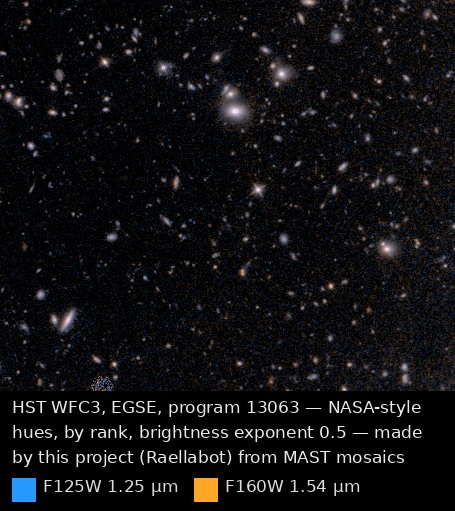 HST WFC3, EGSE, program 13063 — NASA-style
hues, by rank, brightness exponent 0.5 — made
by this project (Raellabot) from MAST mosaics
F125W 1.25 μm F160W 1.54 μm